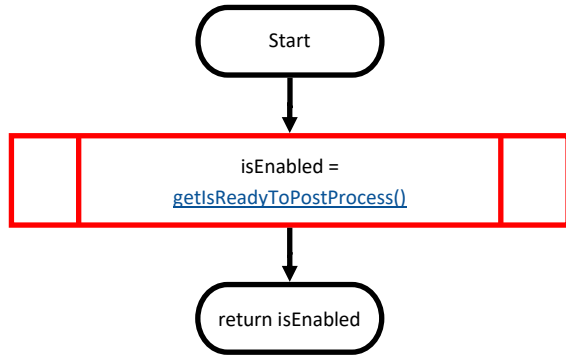 Start
isEnabled =
getIsReadyToPostProcess()
return isEnabled